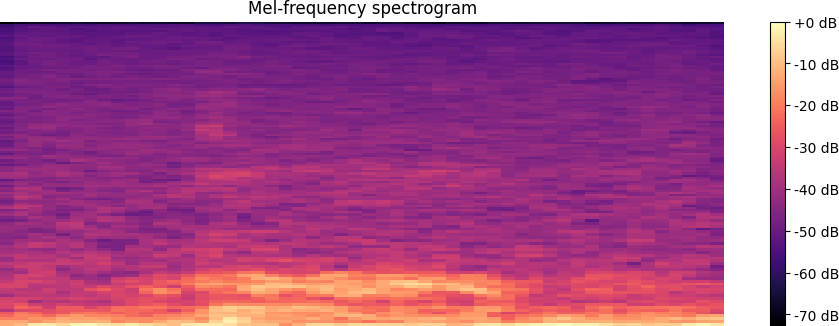 Mel-frequency spectrogram
+0 dB
-10 dB
-20 dB
-30 dB
-40 dB
-50 dB
-60 dB
-70 dB